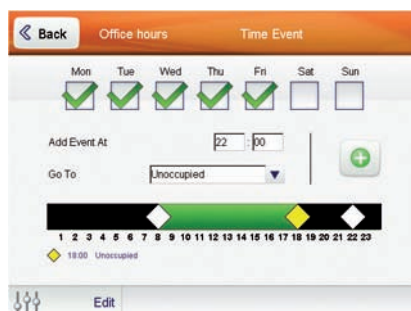 Back Office hours Time Event
Mon Tue Wed Thu Fri Sat Sun
Add Event At 22 : 00
Go To Unoccupied
1 2 3 4 5 6 7 8 9 10 11 12 13 14 15 16 17 18 19 20 21 22 23
18:00 Unoccupied
Edit